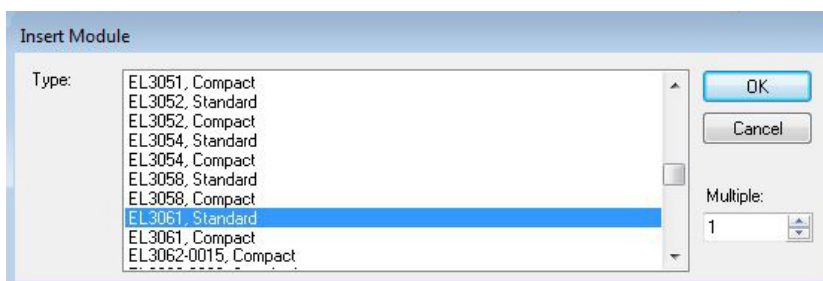 Insert Module
Type:
EL3051, Compact
EL3052, Standard
EL3052, Compact
EL3054, Standard
EL3054, Compact
EL3058, Standard
EL3058, Compact
EL3061, Standard
EL3061, Compact
EL3062-0015, Compact
OK
Cancel
Multiple:
1